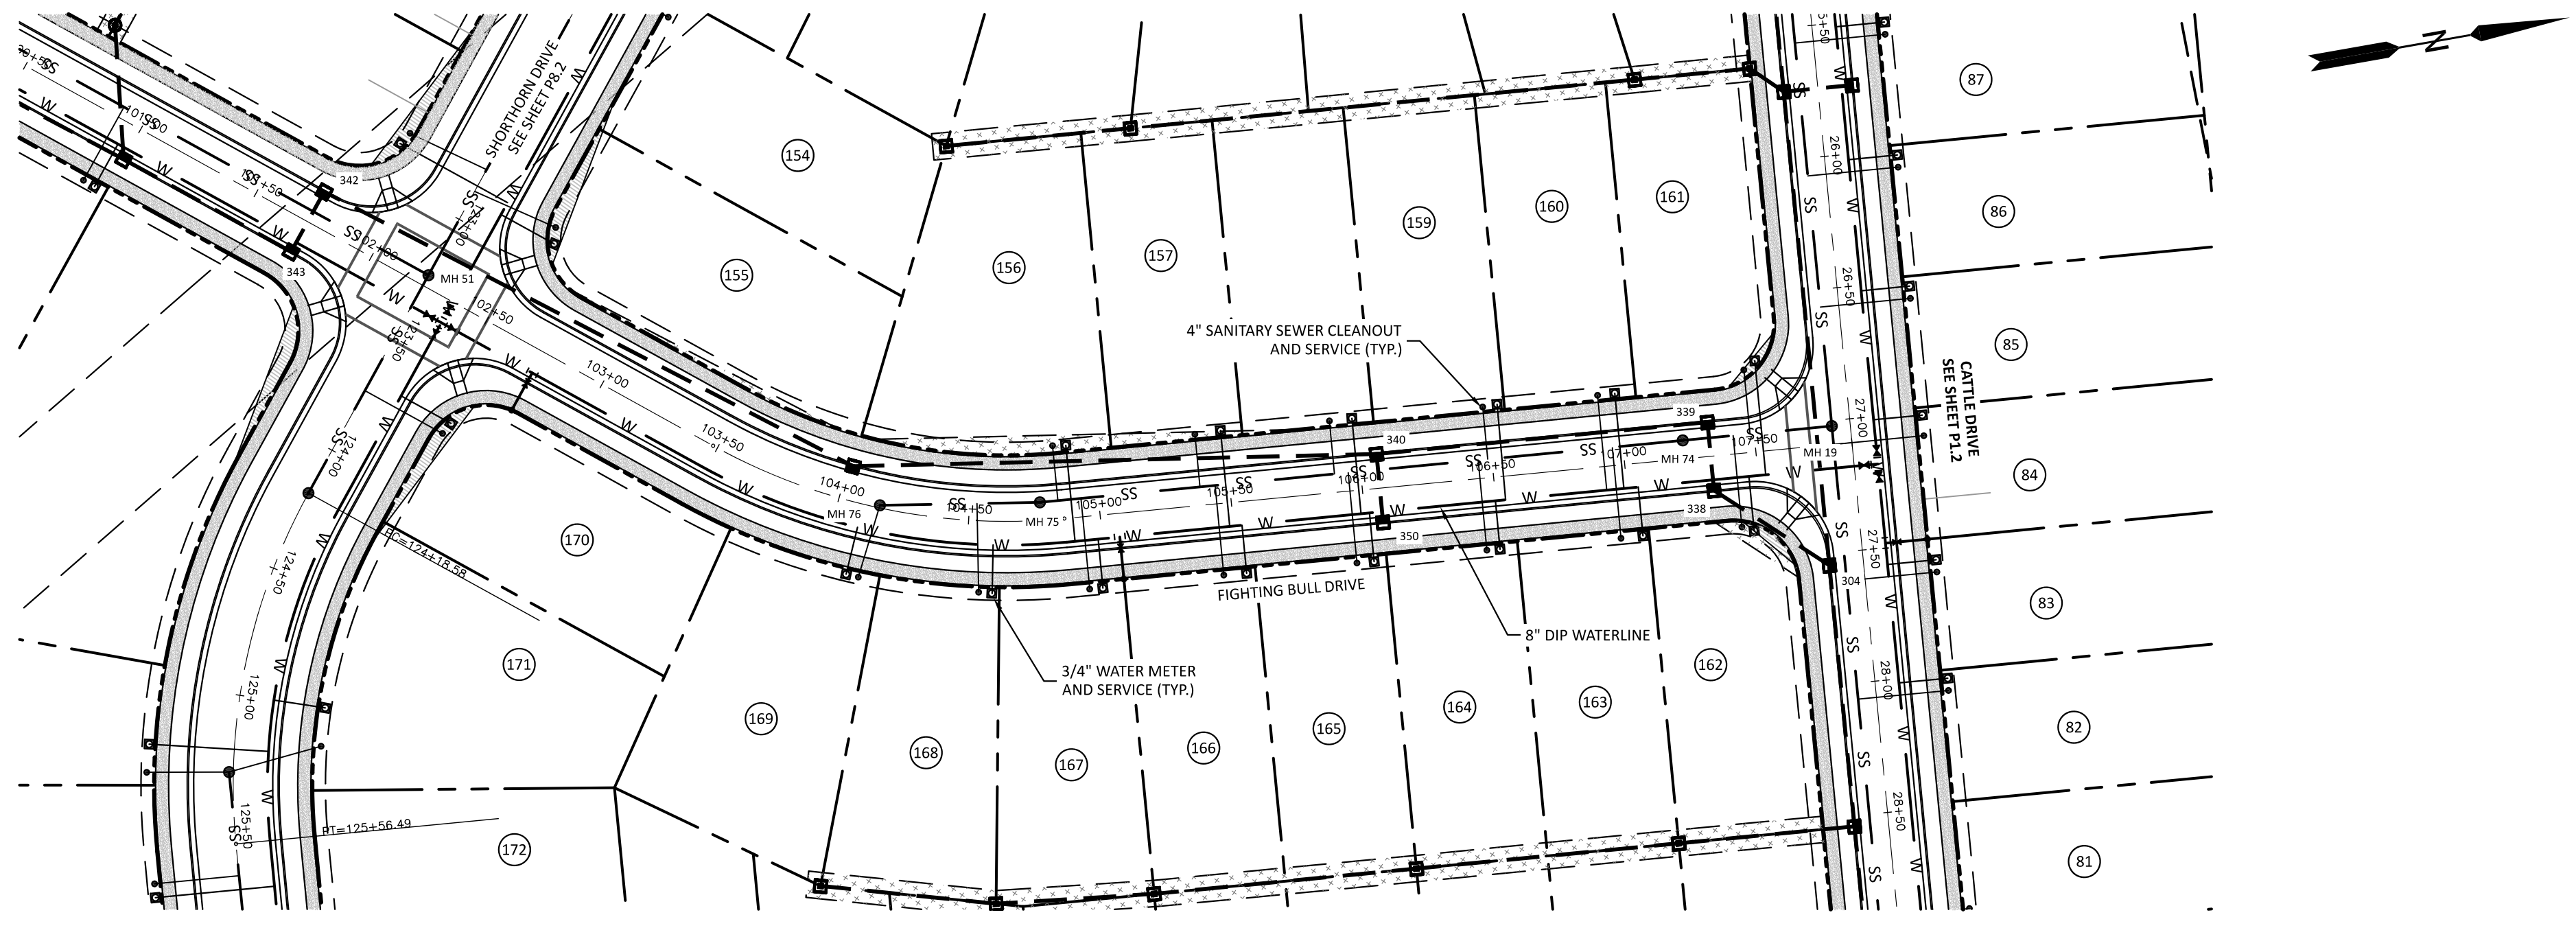 SHORTHORN DRIVE
SEE SHEET P8.2
N
87
86
85
84
83
82
81
CATTLE DRIVE
SEE SHEET P1.2
26+00
26+50
27+00
27+50
28+00
28+50
154
155
156
157
159
160
161
4" SANITARY SEWER CLEANOUT
AND SERVICE (TYP.)
101+00
342
343
MH 51
123+00
103+00
103+50
104+00
MH 76
104+50
MH 75
105+00
105+50
106+00
106+50
107+00
MH 74
107+50
MH 19
339
340
350
338
304
FIGHTING BULL DRIVE
8" DIP WATERLINE
3/4" WATER METER
AND SERVICE (TYP.)
124+00
PC=124+18.58
124+50
125+00
125+50
PT=125+56.49
170
171
172
169
168
167
166
165
164
163
162
SS
W